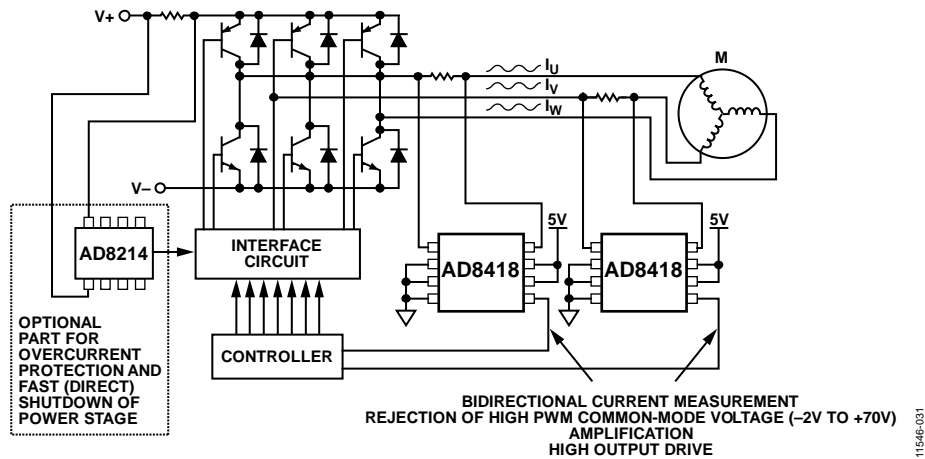 V+
M
IU
IV
IW
V–
5V
5V
AD8214
INTERFACE
CIRCUIT
AD8418
AD8418
OPTIONAL
PART FOR
OVERCURRENT
PROTECTION AND
FAST (DIRECT)
SHUTDOWN OF
POWER STAGE
CONTROLLER
BIDIRECTIONAL CURRENT MEASUREMENT
REJECTION OF HIGH PWM COMMON-MODE VOLTAGE (–2V TO +70V)
AMPLIFICATION
HIGH OUTPUT DRIVE
11546-031